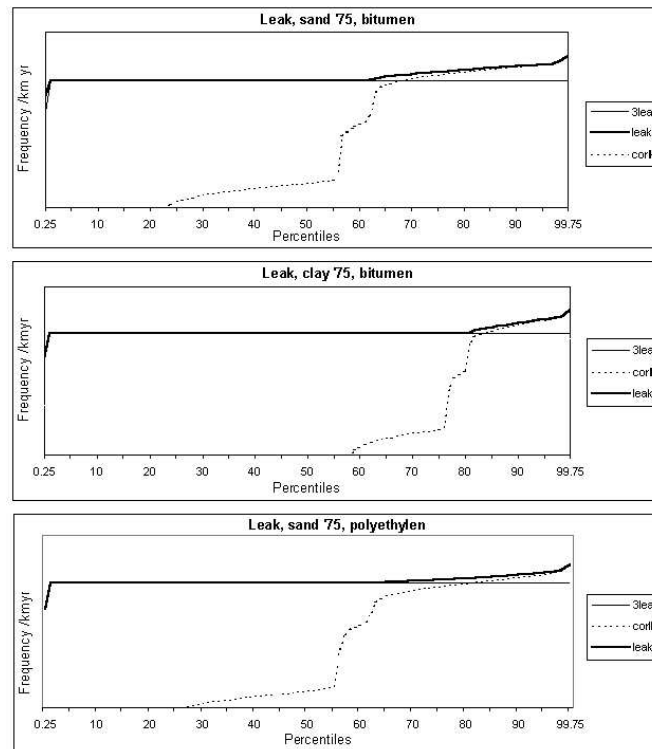 Leak, sand '75, bitumen
Frequency /km yr
3lea
leak
corl
0.25 10 20 30 40 50 60 70 80 90 99.75
Percentiles
Leak, clay '75, bitumen
Frequency /kmyr
3lea
corl
leak
0.25 10 20 30 40 50 60 70 80 90 99.75
Percentiles
Leak, sand '75, polyethylen
Frequency /kmyr
3lea
corl
leak
0.25 10 20 30 40 50 60 70 80 90 99.75
Percentiles